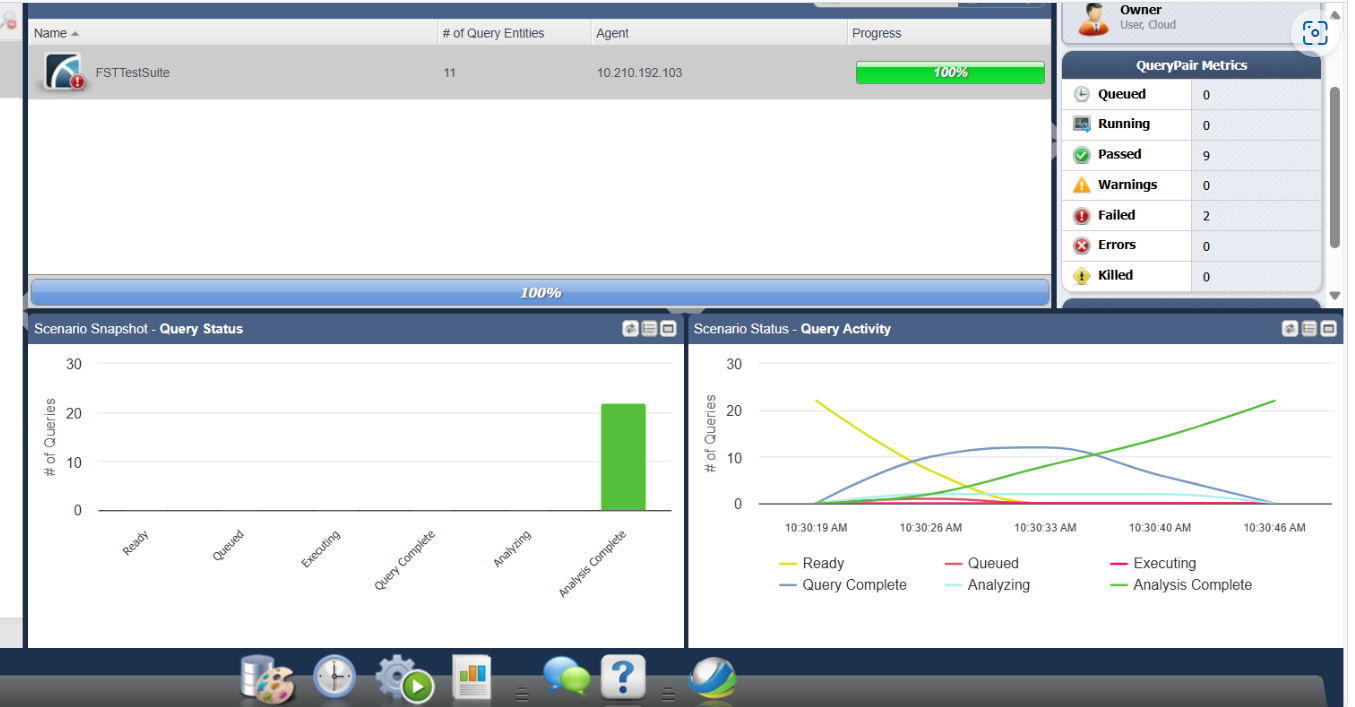 Owner
User, Cloud
Name # of Query Entities Agent Progress
FSTTestSuite 11 10.210.192.103 100%
QueryPair Metrics
Queued 0
Running 0
Passed 9
Warnings 0
Failed 2
Errors 0
Killed 0
100%
Scenario Snapshot - Query Status
# of Queries
30
20
10
0
Ready
Queued
Executing
Query Complete
Analyzing
Analysis Complete
Scenario Status - Query Activity
# of Queries
30
20
10
0
10:30:19 AM 10:30:26 AM 10:30:33 AM 10:30:40 AM 10:30:46 AM
Ready Queued Executing
Query Complete Analyzing Analysis Complete
?